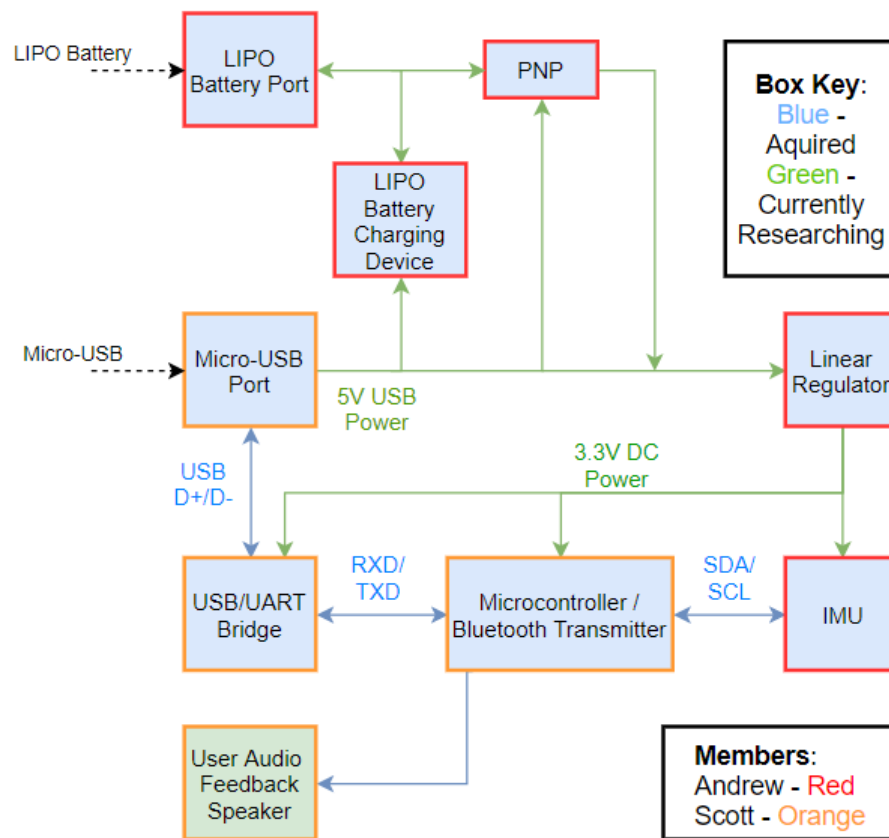 LIPO Battery
LIPO
Battery Port
PNP
Box Key:
Blue -
Aquired
Green -
Currently
Researching
LIPO
Battery
Charging
Device
Micro-USB
Micro-USB
Port
5V USB
Power
Linear
Regulator
USB
D+/D-
3.3V DC
Power
USB/UART
Bridge
RXD/
TXD
Microcontroller /
Bluetooth Transmitter
SDA/
SCL
IMU
User Audio
Feedback
Speaker
Members:
Andrew - Red
Scott - Orange